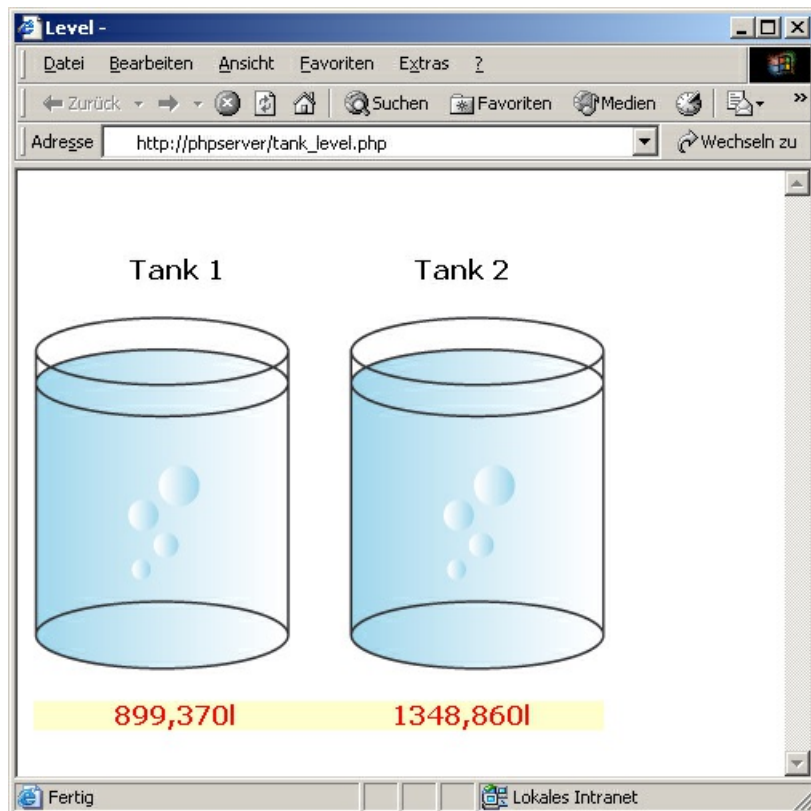 Level -
Datei Bearbeiten Ansicht Favoriten Extras ?
Zurück Suchen Favoriten Medien »
Adresse http://phpserver/tank_level.php Wechseln zu
Tank 1 Tank 2
899,370l 1348,860l
Fertig Lokales Intranet